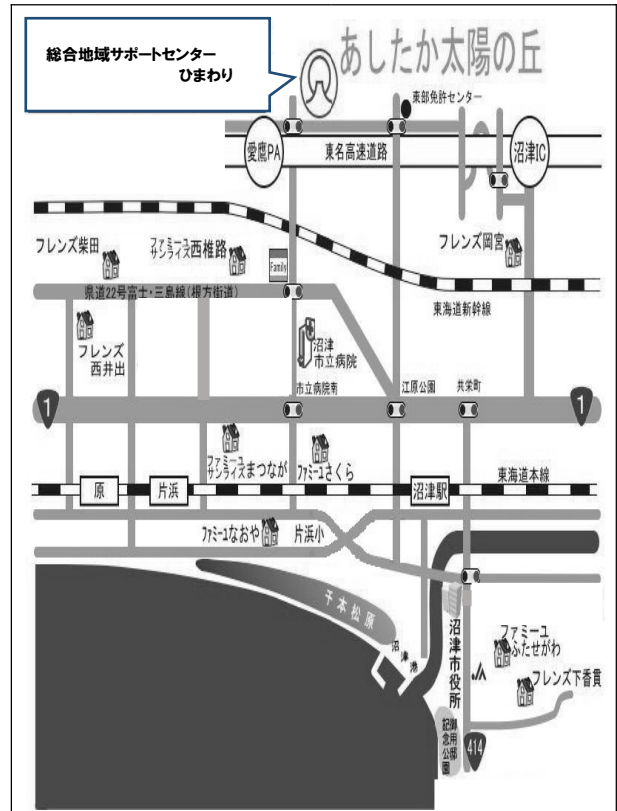 総合地域サポートセンター
ひまわり
あしたか太陽の丘
東部免許センター
愛鷹PA
東名高速道路
沼津IC
フレンズ柴田
ファミーユ
サンライズ西椎路
Family
フレンズ岡宮
県道22号富士・三島線(根方街道)
東海道新幹線
フレンズ
西井出
沼津
市立病院
市立病院南
江原公園
共栄町
1
1
ファミーユ
サンライズまつなが
ファミーユさくら
東海道本線
原
片浜
沼津駅
ファミーユなおや
片浜小
千本松原
沼津港
沼津市役所
ファミーユ
ふたせがわ
JA
フレンズ下香貫
御用邸
記念公園
414